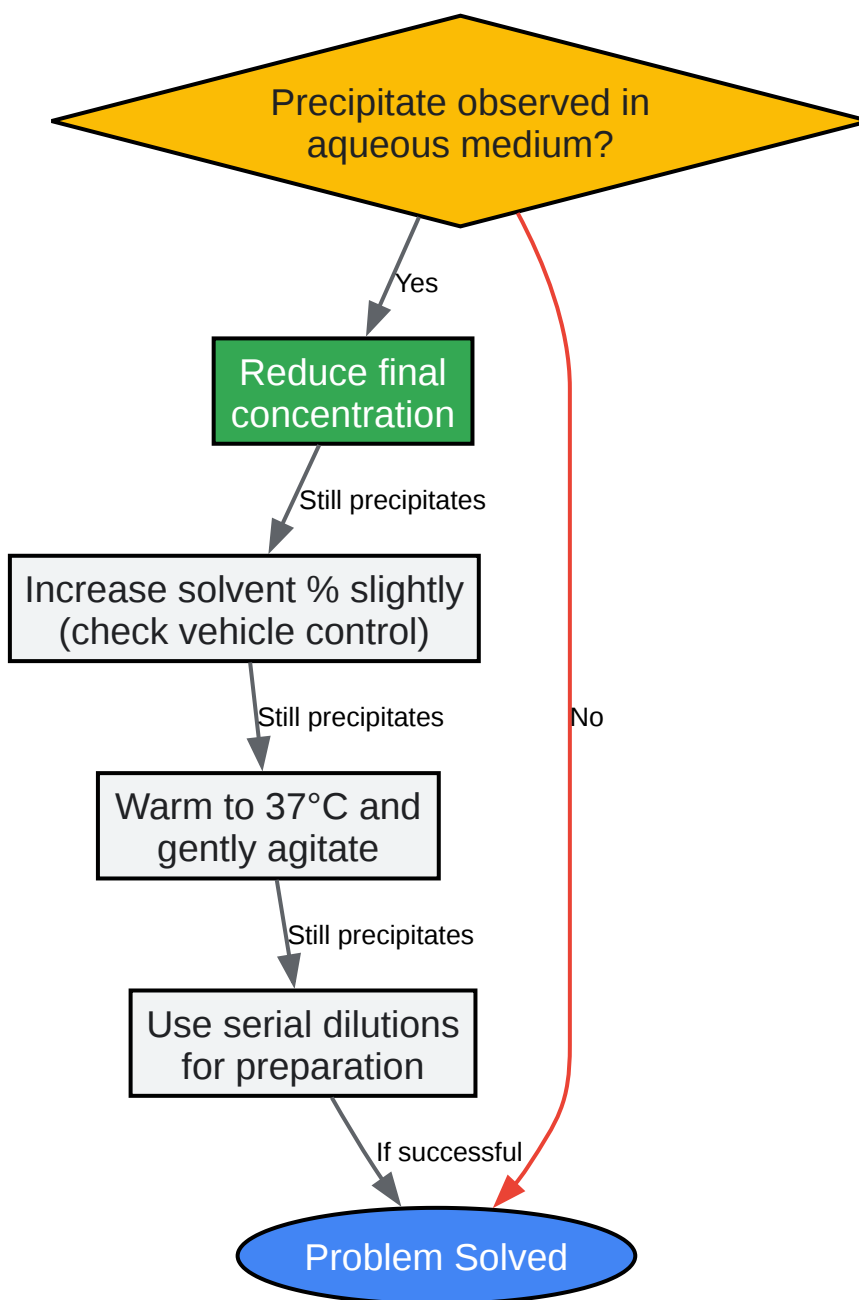 Precipitate observed in
aqueous medium?
Yes
Reduce final
concentration
Still precipitates
Increase solvent % slightly
(check vehicle control)
Still precipitates
No
Warm to 37°C and
gently agitate
Still precipitates
Use serial dilutions
for preparation
If successful
Problem Solved